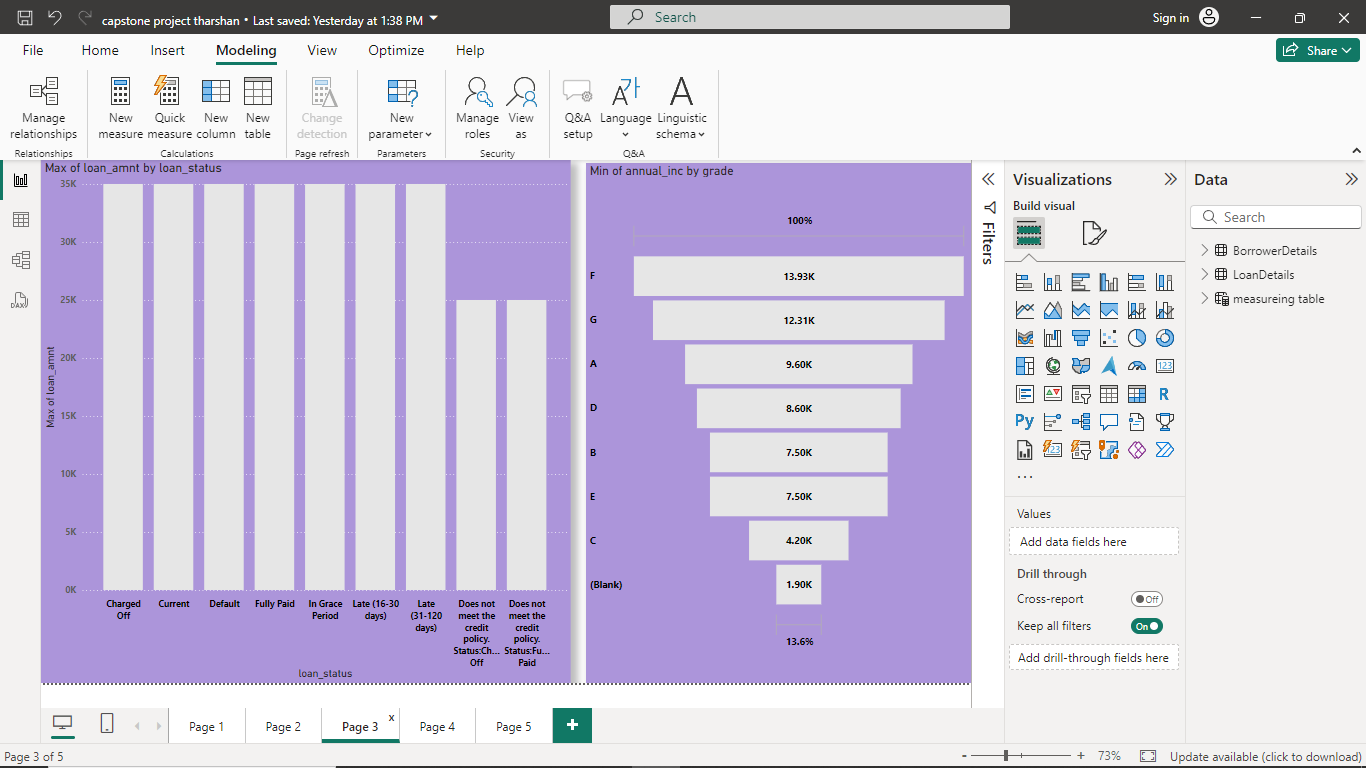 capstone project tharshan • Last saved: Yesterday at 1:38 PM
Search
Sign in
File
Home
Insert
Modeling
View
Optimize
Help
Share
Manage
relationships
New
measure
Quick
measure
New
column
New
table
Change
detection
New
parameter
Manage
roles
View
as
Q&A
setup
Language
Linguistic
schema
Relationships
Calculations
Page refresh
Parameters
Security
Q&A
DAX
Max of loan_amnt by loan_status
Max of loan_amnt
35K
30K
25K
20K
15K
10K
5K
0K
Charged
Off
Current
Default
Fully Paid
In Grace
Period
Late (16-30
days)
Late
(31-120
days)
Does not
meet the
credit
policy.
Status:Ch...
Off
Does not
meet the
credit
policy.
Status:Fu...
Paid
loan_status
Min of annual_inc by grade
100%
F
13.93K
G
12.31K
A
9.60K
D
8.60K
B
7.50K
E
7.50K
C
4.20K
(Blank)
1.90K
13.6%
Filters
Visualizations
Build visual
123
R
Py
123
...
Values
Add data fields here
Drill through
Cross-report
Off
Keep all filters
On
Add drill-through fields here
Data
Search
BorrowerDetails
LoanDetails
measureing table
Page 1
Page 2
Page 3
x
Page 4
Page 5
+
Page 3 of 5
-
+
73%
Update available (click to download)